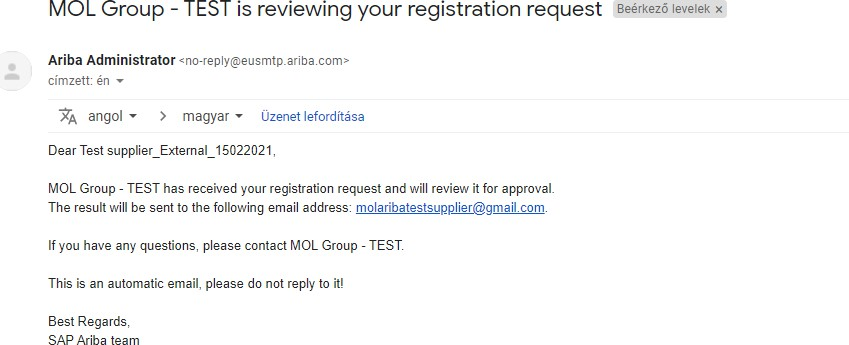 MOL Group - TEST is reviewing your registration request Beérkező levelek ×
Ariba Administrator <no-reply@eusmtp.ariba.com>
címzett: én
angol > magyar Üzenet lefordítása
Dear Test supplier_External_15022021,
MOL Group - TEST has received your registration request and will review it for approval.
The result will be sent to the following email address: molaribatestsupplier@gmail.com.
If you have any questions, please contact MOL Group - TEST.
This is an automatic email, please do not reply to it!
Best Regards,
SAP Ariba team